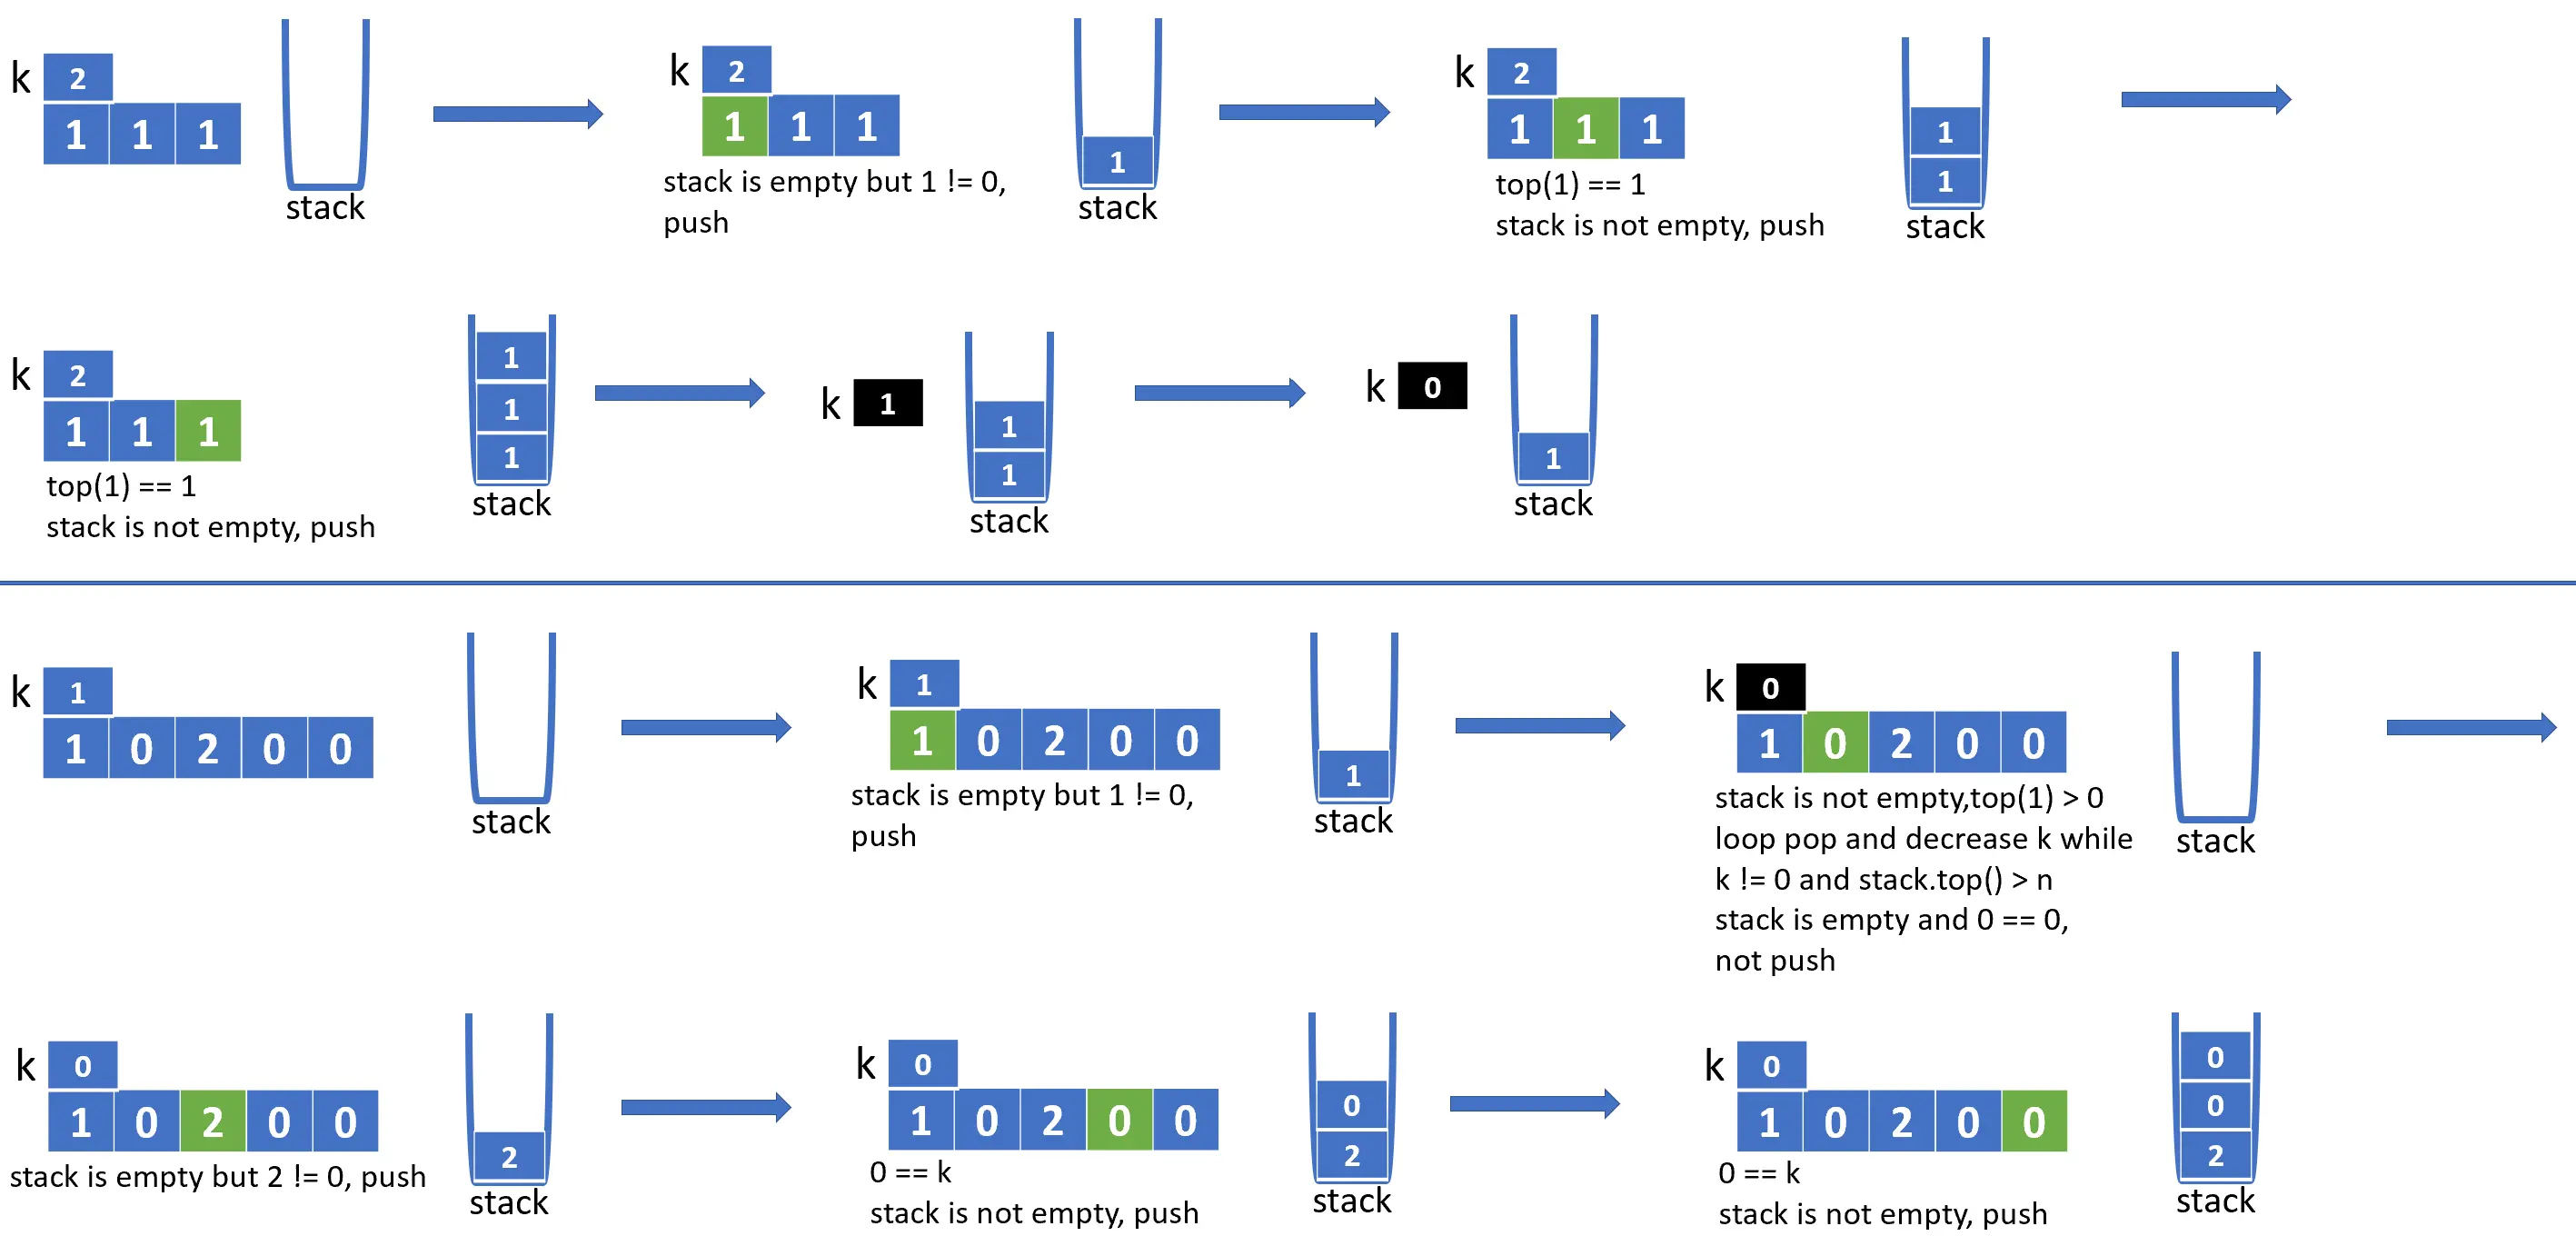 k 2
1 1 1
stack
k 2
1 1 1
stack is empty but 1 != 0,
push
1
stack
k 2
1 1 1
top(1) == 1
stack is not empty, push
1
1
stack
k 2
1 1 1
top(1) == 1
stack is not empty, push
1
1
1
stack
k 1
1
1
stack
k 0
1
stack
k 1
1 0 2 0 0
stack
k 1
1 0 2 0 0
stack is empty but 1 != 0,
push
1
stack
k 0
1 0 2 0 0
stack is not empty,top(1) > 0
loop pop and decrease k while
k != 0 and stack.top() > n
stack is empty and 0 == 0,
not push
stack
k 0
1 0 2 0 0
stack is empty but 2 != 0, push
2
stack
k 0
1 0 2 0 0
0 == k
stack is not empty, push
0
2
stack
k 0
1 0 2 0 0
0 == k
stack is not empty, push
0
0
2
stack